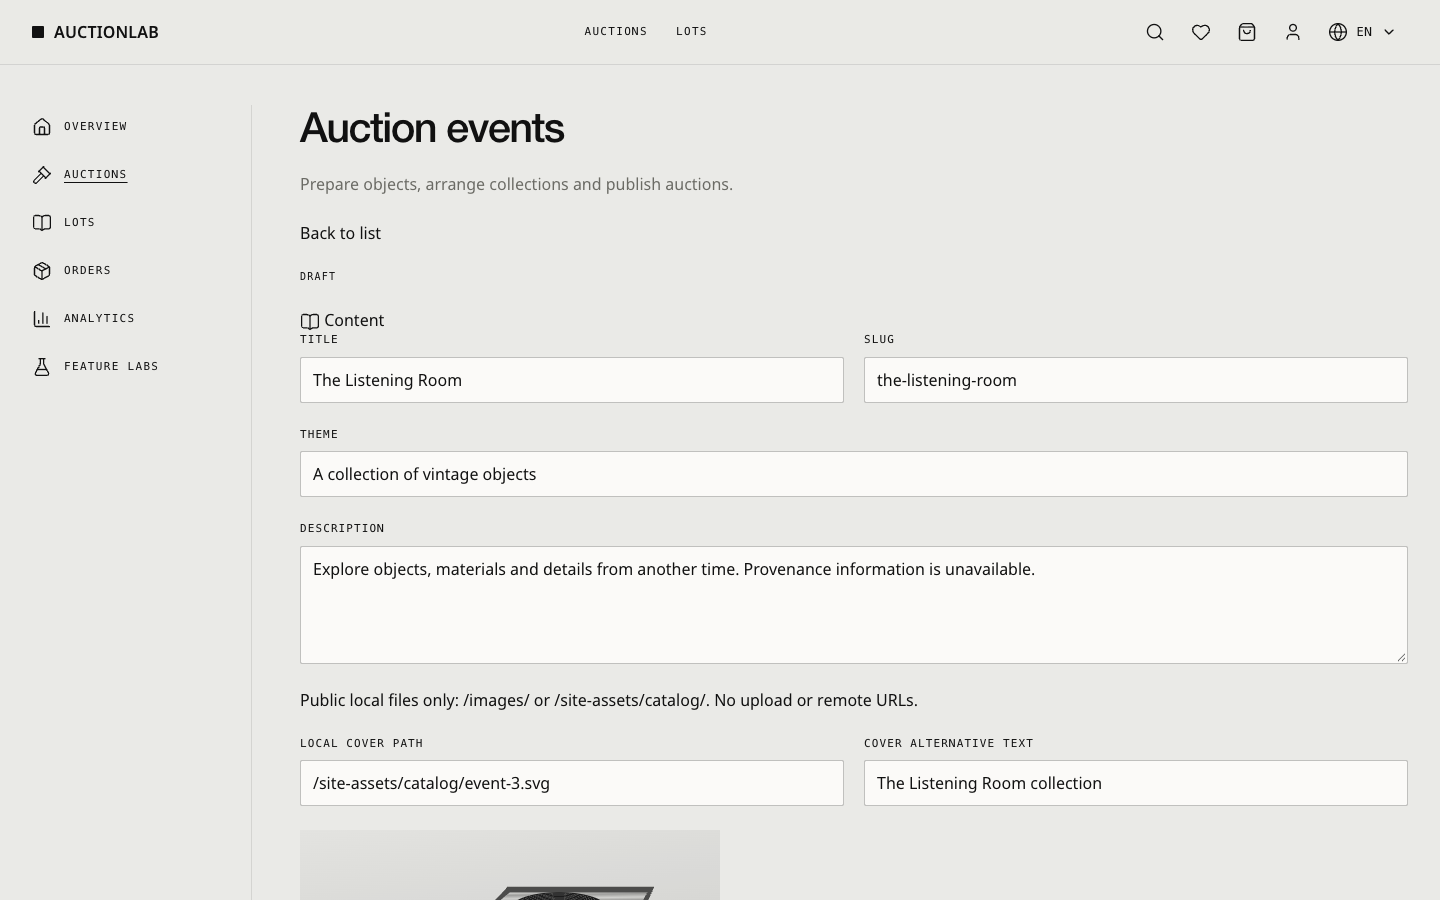 AUCTIONLAB
AUCTIONS
LOTS
EN
OVERVIEW
AUCTIONS
LOTS
ORDERS
ANALYTICS
FEATURE LABS
Auction events
Prepare objects, arrange collections and publish auctions.
Back to list
DRAFT
Content
TITLE
SLUG
The Listening Room
the-listening-room
THEME
A collection of vintage objects
DESCRIPTION
Explore objects, materials and details from another time. Provenance information is unavailable.
Public local files only: /images/ or /site-assets/catalog/. No upload or remote URLs.
LOCAL COVER PATH
COVER ALTERNATIVE TEXT
/site-assets/catalog/event-3.svg
The Listening Room collection